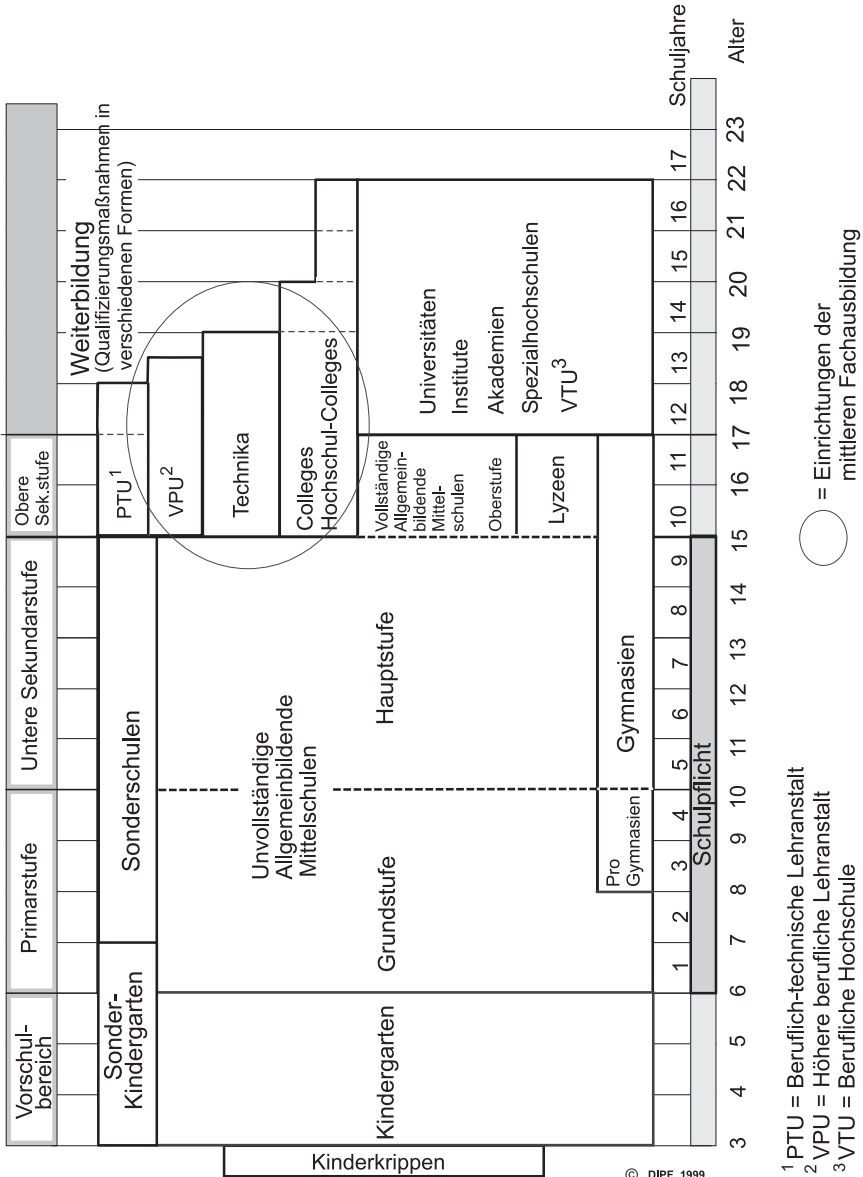 Vorschul-
bereich
Primarstufe
Untere Sekundarstufe
Obere
Sek.stufe
Weiterbildung
(Qualifizierungsmaßnahmen in
verschiedenen Formen)
Sonder-
Kindergarten
Sonderschulen
PTU¹
VPU²
Technika
Colleges
Hochschul-Colleges
Kinderkrippen
Kindergarten
Unvollständige
Allgemeinbildende
Mittelschulen
Grundstufe
Hauptstufe
Vollständige
Allgemein-
bildende
Mittel-
schulen
Oberstufe
Lyzeen
Universitäten
Institute
Akademien
Spezialhochschulen
VTU³
Pro
Gymnasien
Gymnasien
1 2 3 4 5 6 7 8 9 10 11 12 13 14 15 16 17 Schuljahre
Schulpflicht
3 4 5 6 7 8 9 10 11 12 13 14 15 16 17 18 19 20 21 22 23 Alter
© DIPF 1999
¹ PTU = Beruflich-technische Lehranstalt
² VPU = Höhere berufliche Lehranstalt
³ VTU = Berufliche Hochschule
= Einrichtungen der
mittleren Fachausbildung